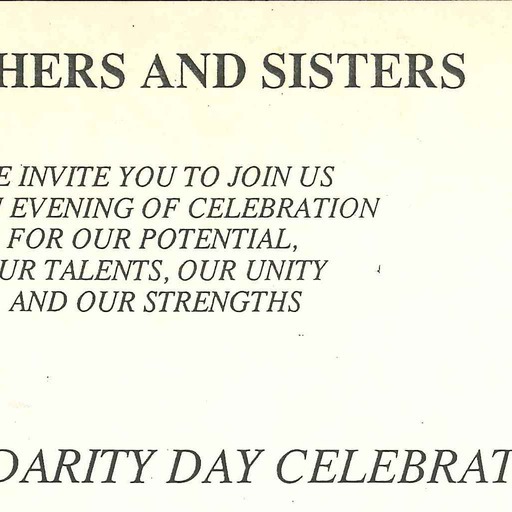 HERS AND SISTERS
E INVITE YOU TO JOIN US
EVENING OF CELEBRATION
FOR OUR POTENTIAL,
UR TALENTS, OUR UNITY
AND OUR STRENGTHS
DARITY DAY CELEBRAT